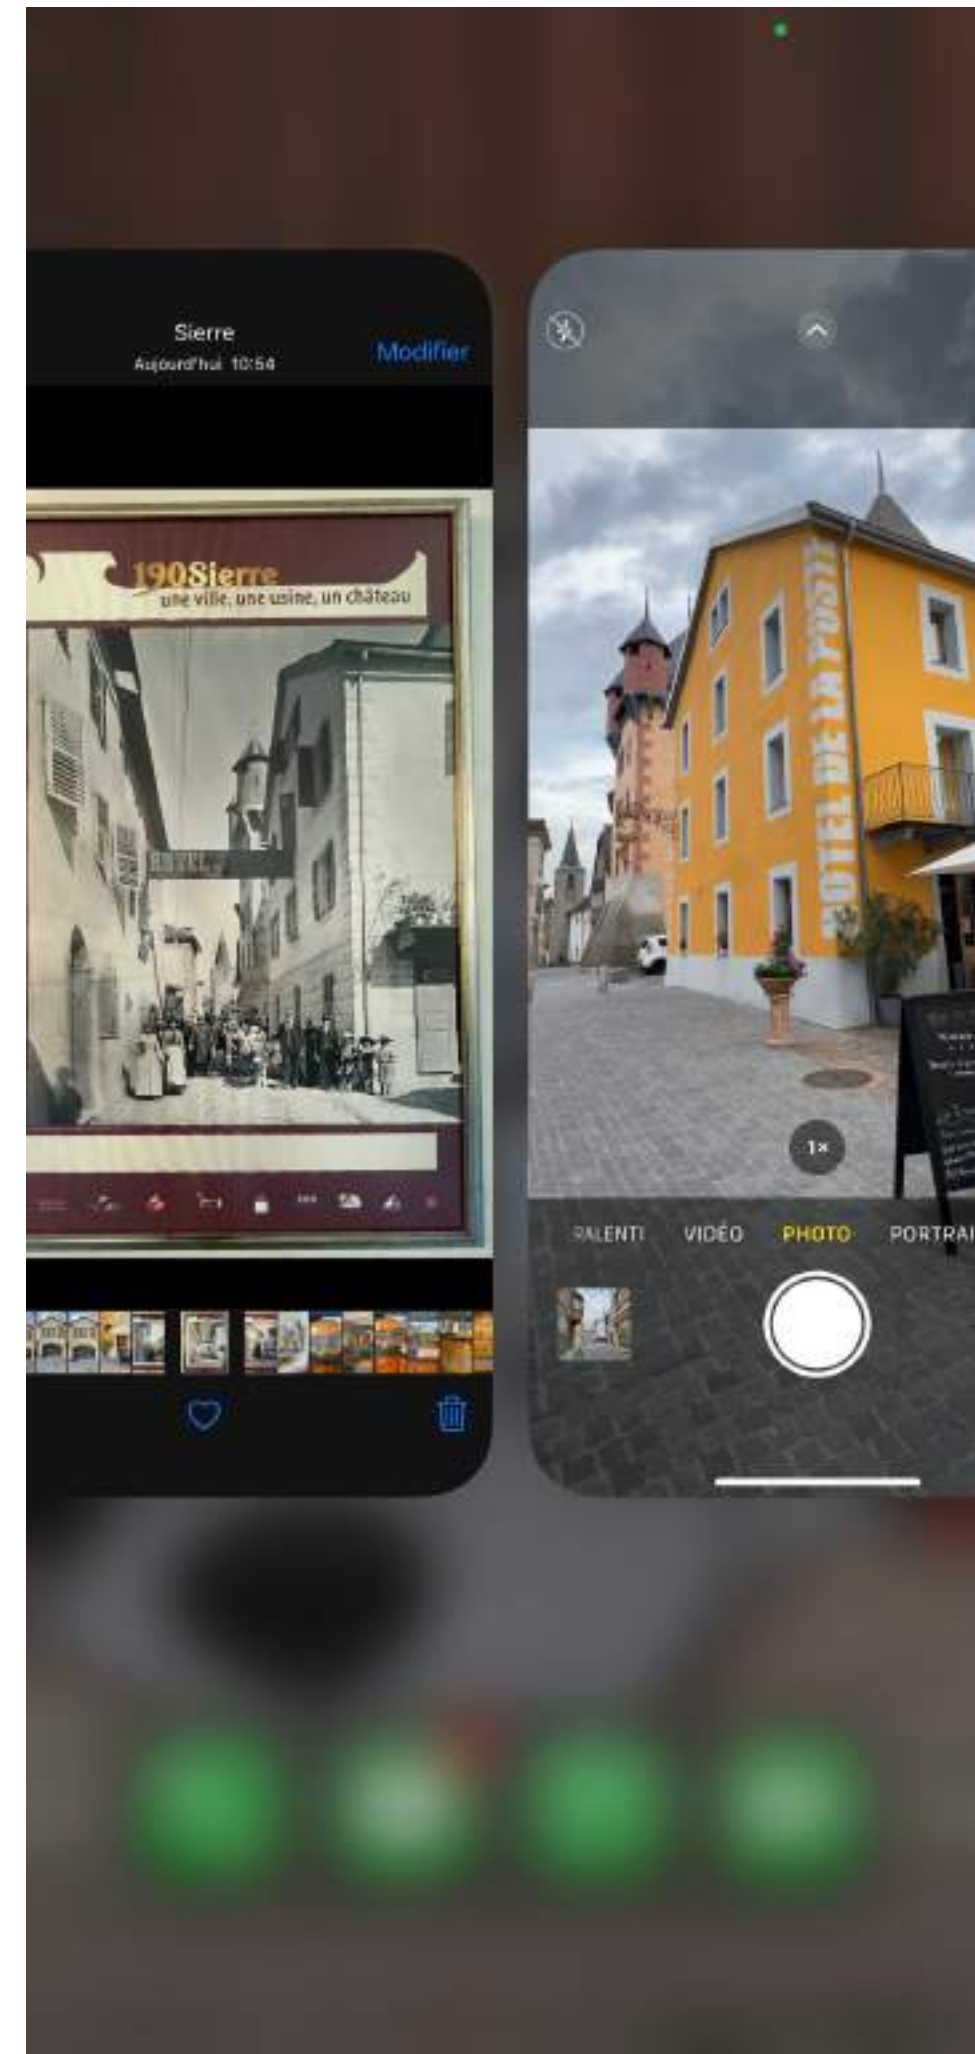 Sierre
Aujourd'hui 10:54
Modifier
1908ierre
une ville, une usine, un château
HOTEL DE LA POSTE
1×
RALENTI
VIDÉO
PHOTO
PORTRAI